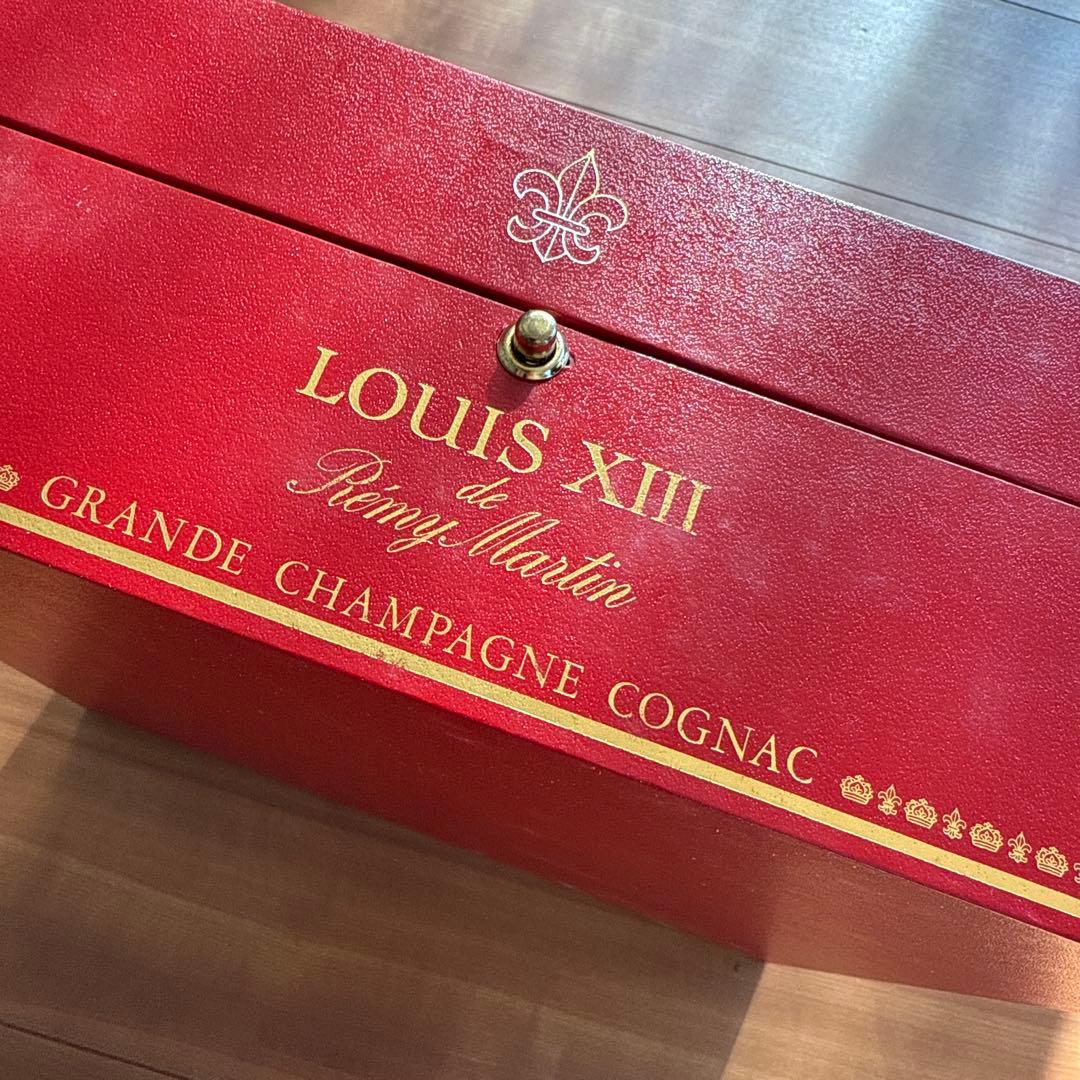 LOUIS XIII
de
Rémy Martin
GRANDE CHAMPAGNE COGNAC